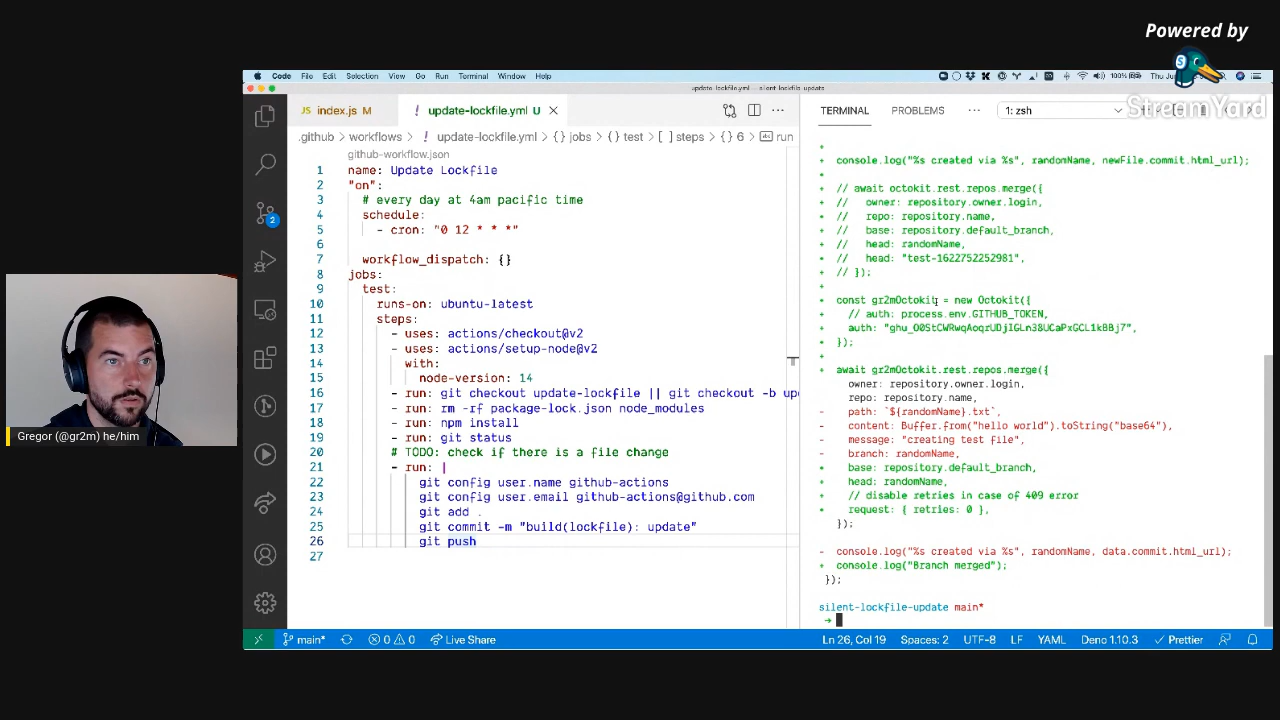 Powered by
StreamYard
Code File Edit Selection View Go Run Terminal Window Help
100%
update-lockfile.yml — silent-lockfile-update
JS index.js M
! update-lockfile.yml U
TERMINAL PROBLEMS ... 1: zsh
.github > workflows > ! update-lockfile.yml > {} jobs > {} test > [ ] steps > {} 6 > abc run
github-workflow.json
1 name: Update Lockfile
2 "on":
3 # every day at 4am pacific time
4 schedule:
5 - cron: "0 12 * * *"
6
7 workflow_dispatch: {}
8 jobs:
9 test:
10 runs-on: ubuntu-latest
11 steps:
12 - uses: actions/checkout@v2
13 - uses: actions/setup-node@v2
14 with:
15 node-version: 14
16 - run: git checkout update-lockfile || git checkout -b upd
17 - run: rm -rf package-lock.json node_modules
18 - run: npm install
19 - run: git status
20 # TODO: check if there is a file change
21 - run: |
22 git config user.name github-actions
23 git config user.email github-actions@github.com
24 git add .
25 git commit -m "build(lockfile): update"
26 git push
27
+
+ console.log("%s created via %s", randomName, newFile.commit.html_url);
+
+ // await octokit.rest.repos.merge({
+ // owner: repository.owner.login,
+ // repo: repository.name,
+ // base: repository.default_branch,
+ // head: randomName,
+ // head: "test-1622752252981",
+ // });
+
+ const gr2mOctokit = new Octokit({
+ // auth: process.env.GITHUB_TOKEN,
+ });
+
+ await gr2mOctokit.rest.repos.merge({
owner: repository.owner.login,
repo: repository.name,
- path: `${randomName}.txt`,
- content: Buffer.from("hello world").toString("base64"),
- message: "creating test file",
- branch: randomName,
+ base: repository.default_branch,
+ head: randomName,
+ // disable retries in case of 409 error
+ request: { retries: 0 },
});
- console.log("%s created via %s", randomName, data.commit.html_url);
+ console.log("Branch merged");
});
silent-lockfile-update main*
→
2
Gregor (@gr2m) he/him
main* 0 0 Live Share
Ln 26, Col 19 Spaces: 2 UTF-8 LF YAML Deno 1.10.3 Prettier